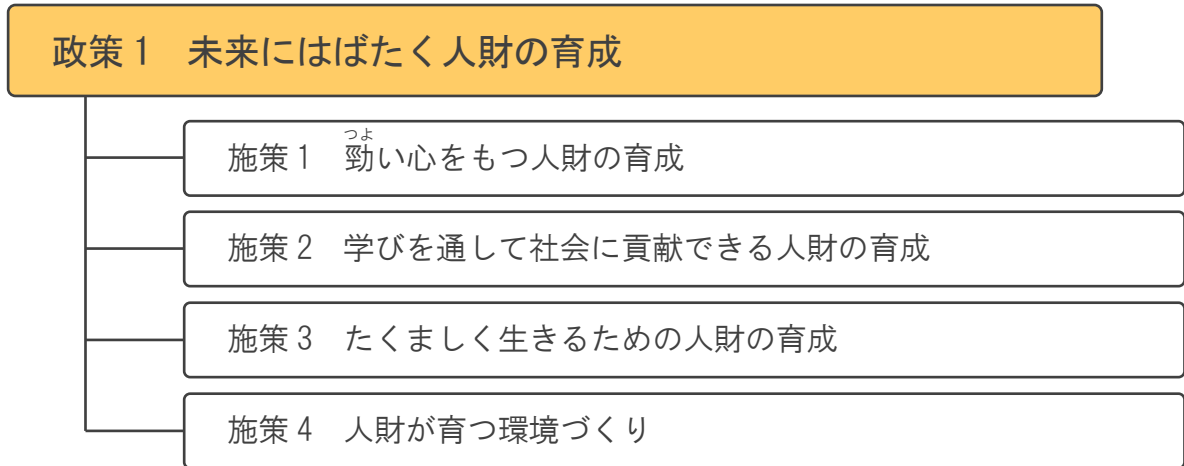 政策1 未来にはばたく人財の育成
つよ
施策1 勁い心をもつ人財の育成
施策2 学びを通して社会に貢献できる人財の育成
施策3 たくましく生きるための人財の育成
施策4 人財が育つ環境づくり